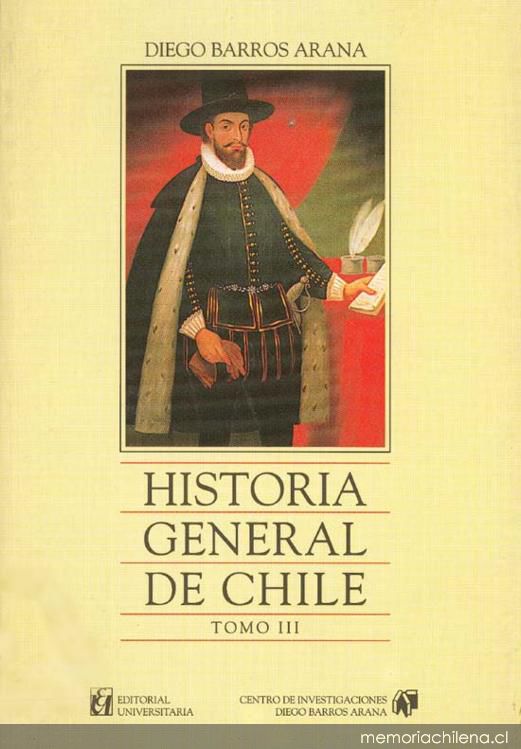 DIEGO BARROS ARANA
HISTORIA
GENERAL
DE CHILE
TOMO III
EDITORIAL
UNIVERSITARIA
CENTRO DE INVESTIGACIONES
DIEGO BARROS ARANA
memoriachilena.cl